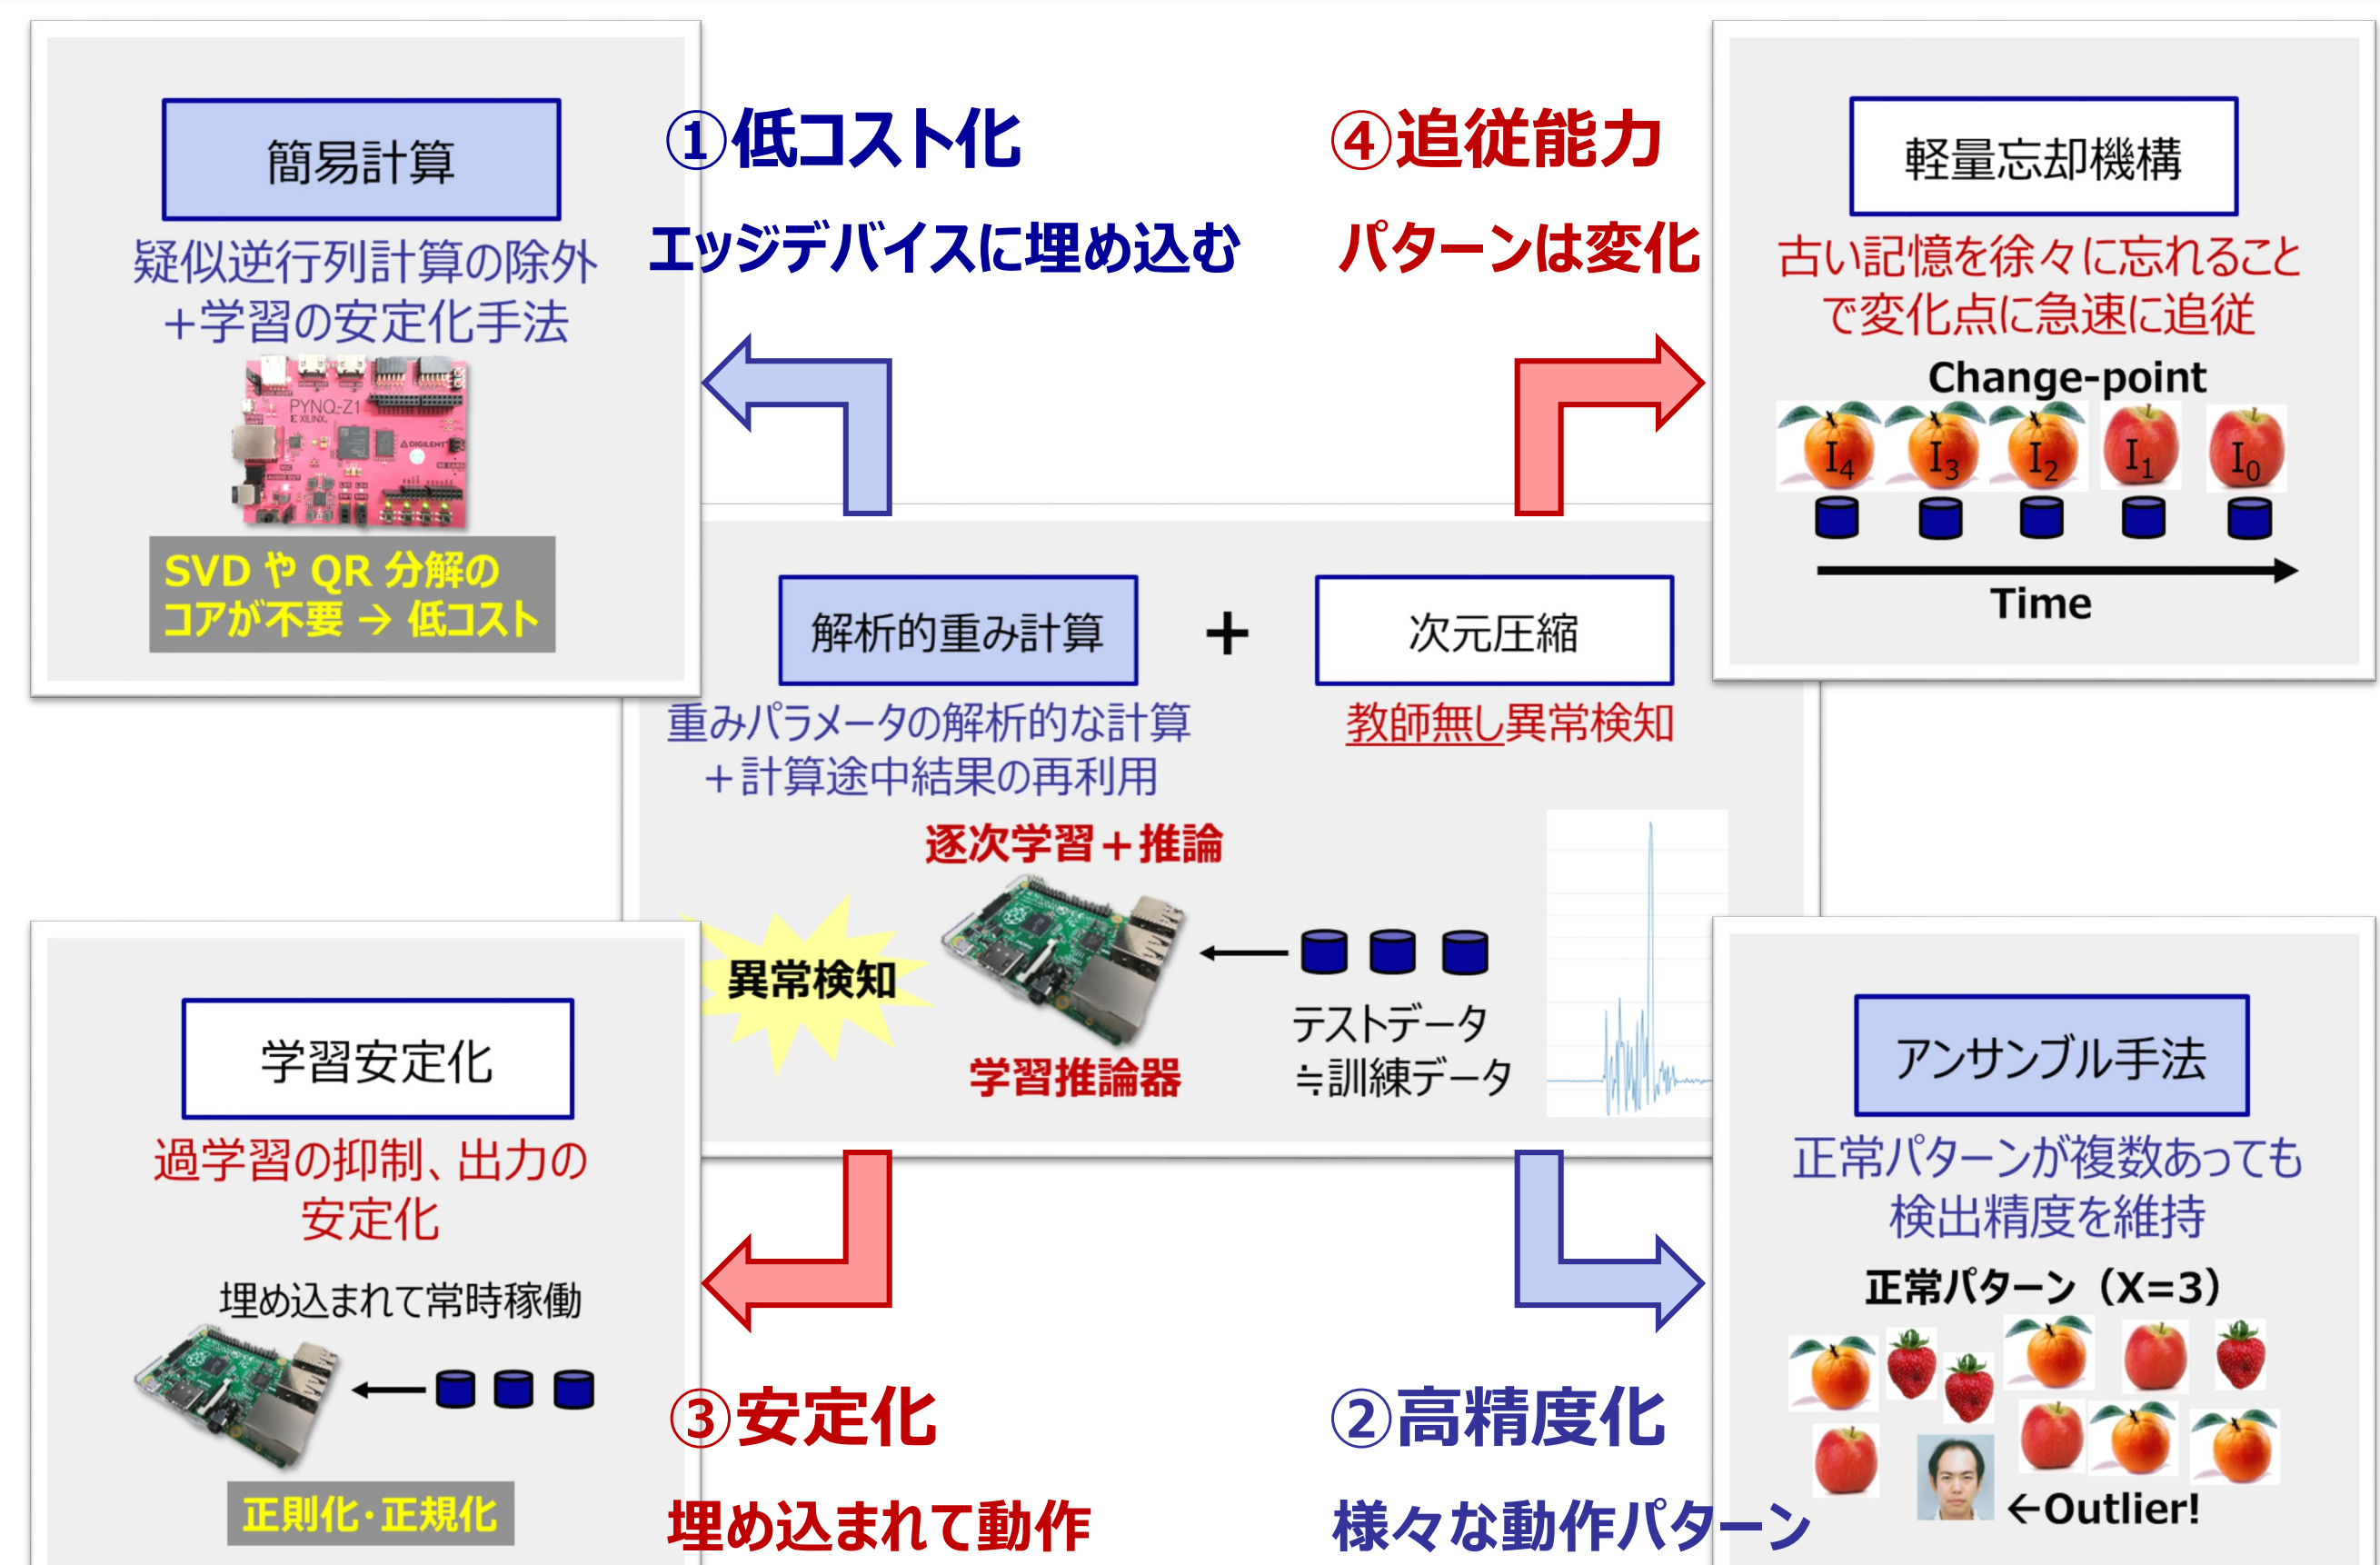 簡易計算
疑似逆行列計算の除外
+学習の安定化手法
PYNQ-Z1
XILINX
DIGILENT
SVD や QR 分解の
コアが不要 → 低コスト
①低コスト化
エッジデバイスに埋め込む
④追従能力
パターンは変化
軽量忘却機構
古い記憶を徐々に忘れること
で変化点に急速に追従
Change-point
I4 I3 I2 I1 I0
Time
解析的重み計算 + 次元圧縮
重みパラメータの解析的な計算
+計算途中結果の再利用
教師無し異常検知
逐次学習+推論
異常検知
学習推論器
テストデータ
≒訓練データ
学習安定化
過学習の抑制、出力の
安定化
埋め込まれて常時稼働
正則化・正規化
③安定化
埋め込まれて動作
②高精度化
様々な動作パターン
アンサンブル手法
正常パターンが複数あっても
検出精度を維持
正常パターン（X=3）
←Outlier!